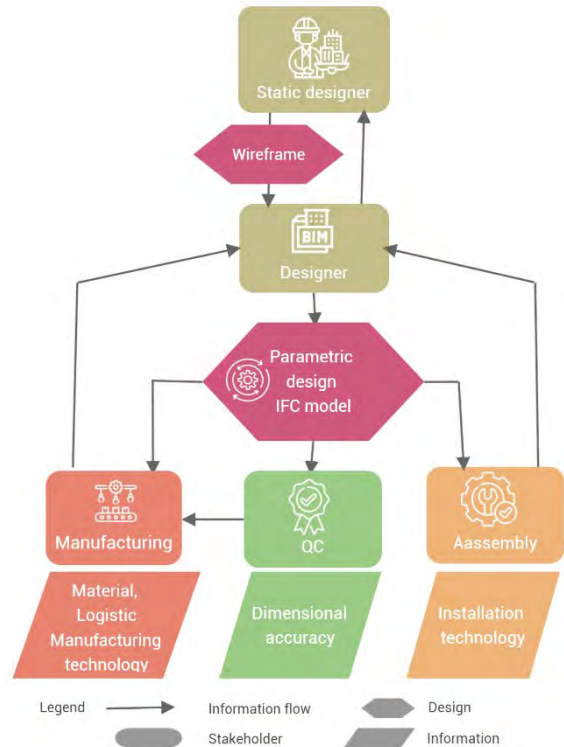 Static designer
Wireframe
BIM
Designer
Parametric
design
IFC model
Manufacturing
QC
Aassembly
Material,
Logistic
Manufacturing
technology
Dimensional
accuracy
Installation
technology
Legend
Information flow
Design
Stakeholder
Information